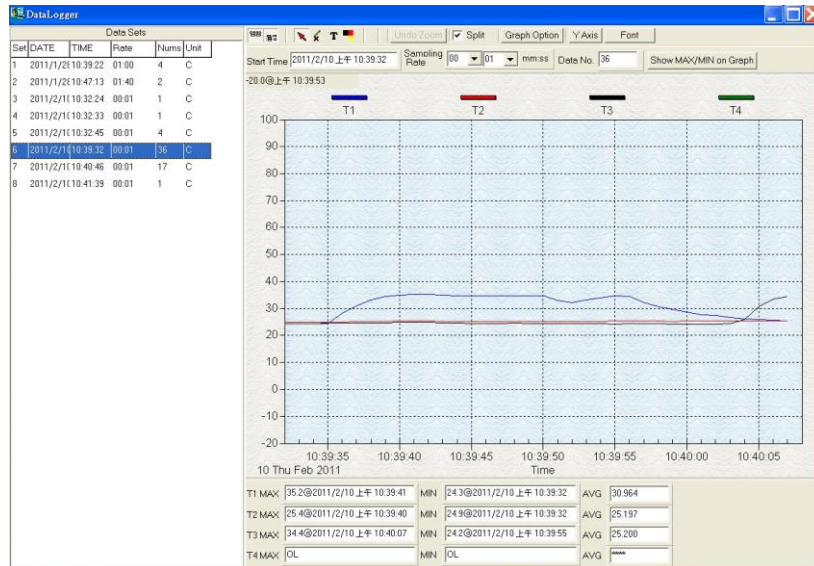 DataLogger
Data Sets
Set DATE TIME Rate Nums Unit
1 2011/1/28 10:39:22 01:00 4 C
2 2011/1/28 10:47:13 01:40 2 C
3 2011/2/1( 10:32:24 00:01 1 C
4 2011/2/1( 10:32:33 00:01 1 C
5 2011/2/1( 10:32:45 00:01 4 C
6 2011/2/1( 10:39:32 00:01 36 C
7 2011/2/1( 10:40:46 00:01 17 C
8 2011/2/1( 10:41:39 00:01 1 C
T Undo Zoom Split Graph Option Y Axis Font
Start Time 2011/2/10 上午 10:39:32 Sampling Rate 00 01 mm:ss Data No. 36 Show MAX/MIN on Graph
-20.0@上午 10:39:53
T1 T2 T3 T4
100
90
80
70
60
50
40
30
20
10
0
-10
-20
10:39:35 10:39:40 10:39:45 10:39:50 10:39:55 10:40:00 10:40:05
10 Thu Feb 2011 Time
T1 MAX 35.2@2011/2/10 上午 10:39:41 MIN 24.3@2011/2/10 上午 10:39:32 AVG 30.964
T2 MAX 25.4@2011/2/10 上午 10:39:40 MIN 24.9@2011/2/10 上午 10:39:32 AVG 25.197
T3 MAX 34.4@2011/2/10 上午 10:40:07 MIN 24.2@2011/2/10 上午 10:39:55 AVG 25.200
T4 MAX OL MIN OL AVG ****